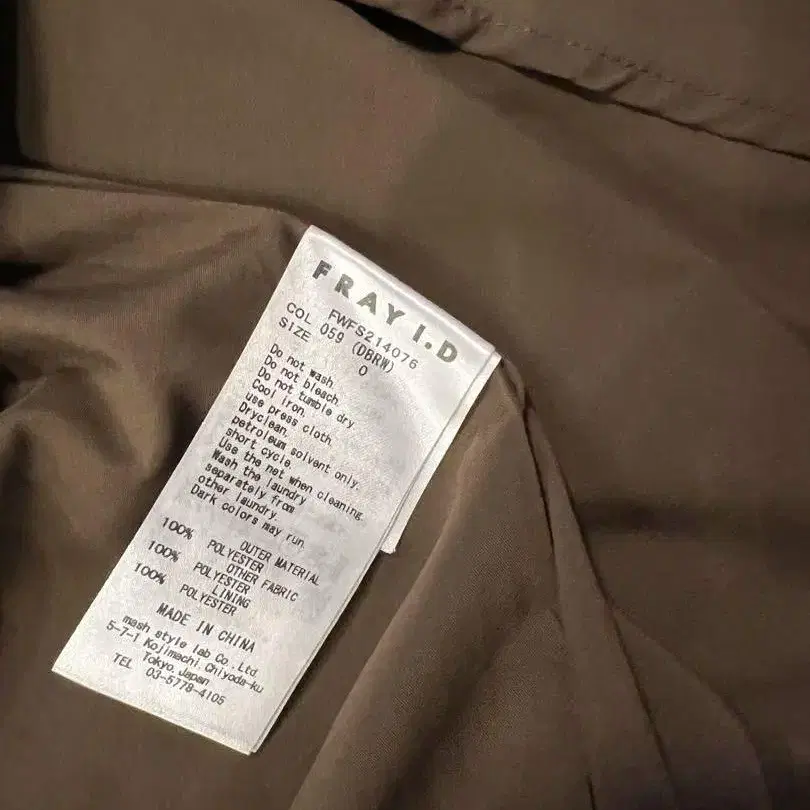 FRAY I.D
FWFS214076
COL 059 (DBRW)
SIZE 0
Do not wash.
Do not bleach.
Do not tumble dry.
Cool iron.
use press cloth.
Dryclean.
petroleum solvent only.
short cycle.
Use the net when cleaning.
Wash the laundry
separately from
other laundry.
Dark colors may run.
OUTER MATERIAL
100% POLYESTER
OTHER FABRIC
100% POLYESTER
LINING
100% POLYESTER
MADE IN CHINA
mash style lab Co.,Ltd.
5-7-1 Kojimachi,Chiyoda-ku
Tokyo,Japan
TEL 03-5778-4105